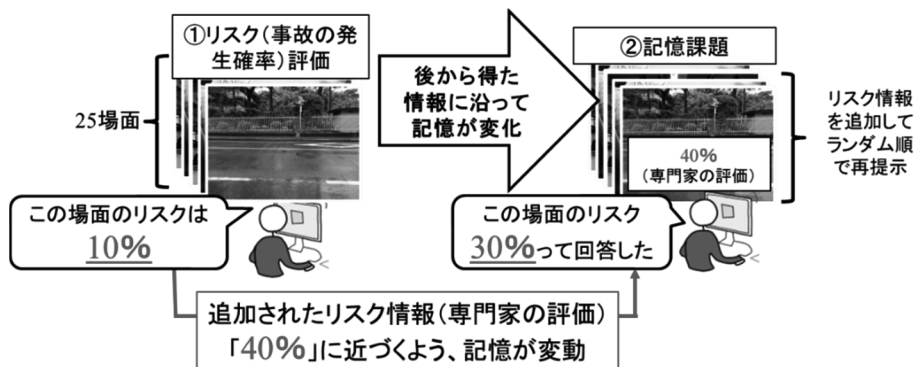 ①リスク(事故の発
生確率)評価
25場面
この場面のリスクは
10%
後から得た
情報に沿って
記憶が変化
②記憶課題
40%
(専門家の評価)
リスク情報
を追加して
ランダム順
で再提示
この場面のリスク
30%って回答した
追加されたリスク情報(専門家の評価)
「40%」に近づくよう、記憶が変動